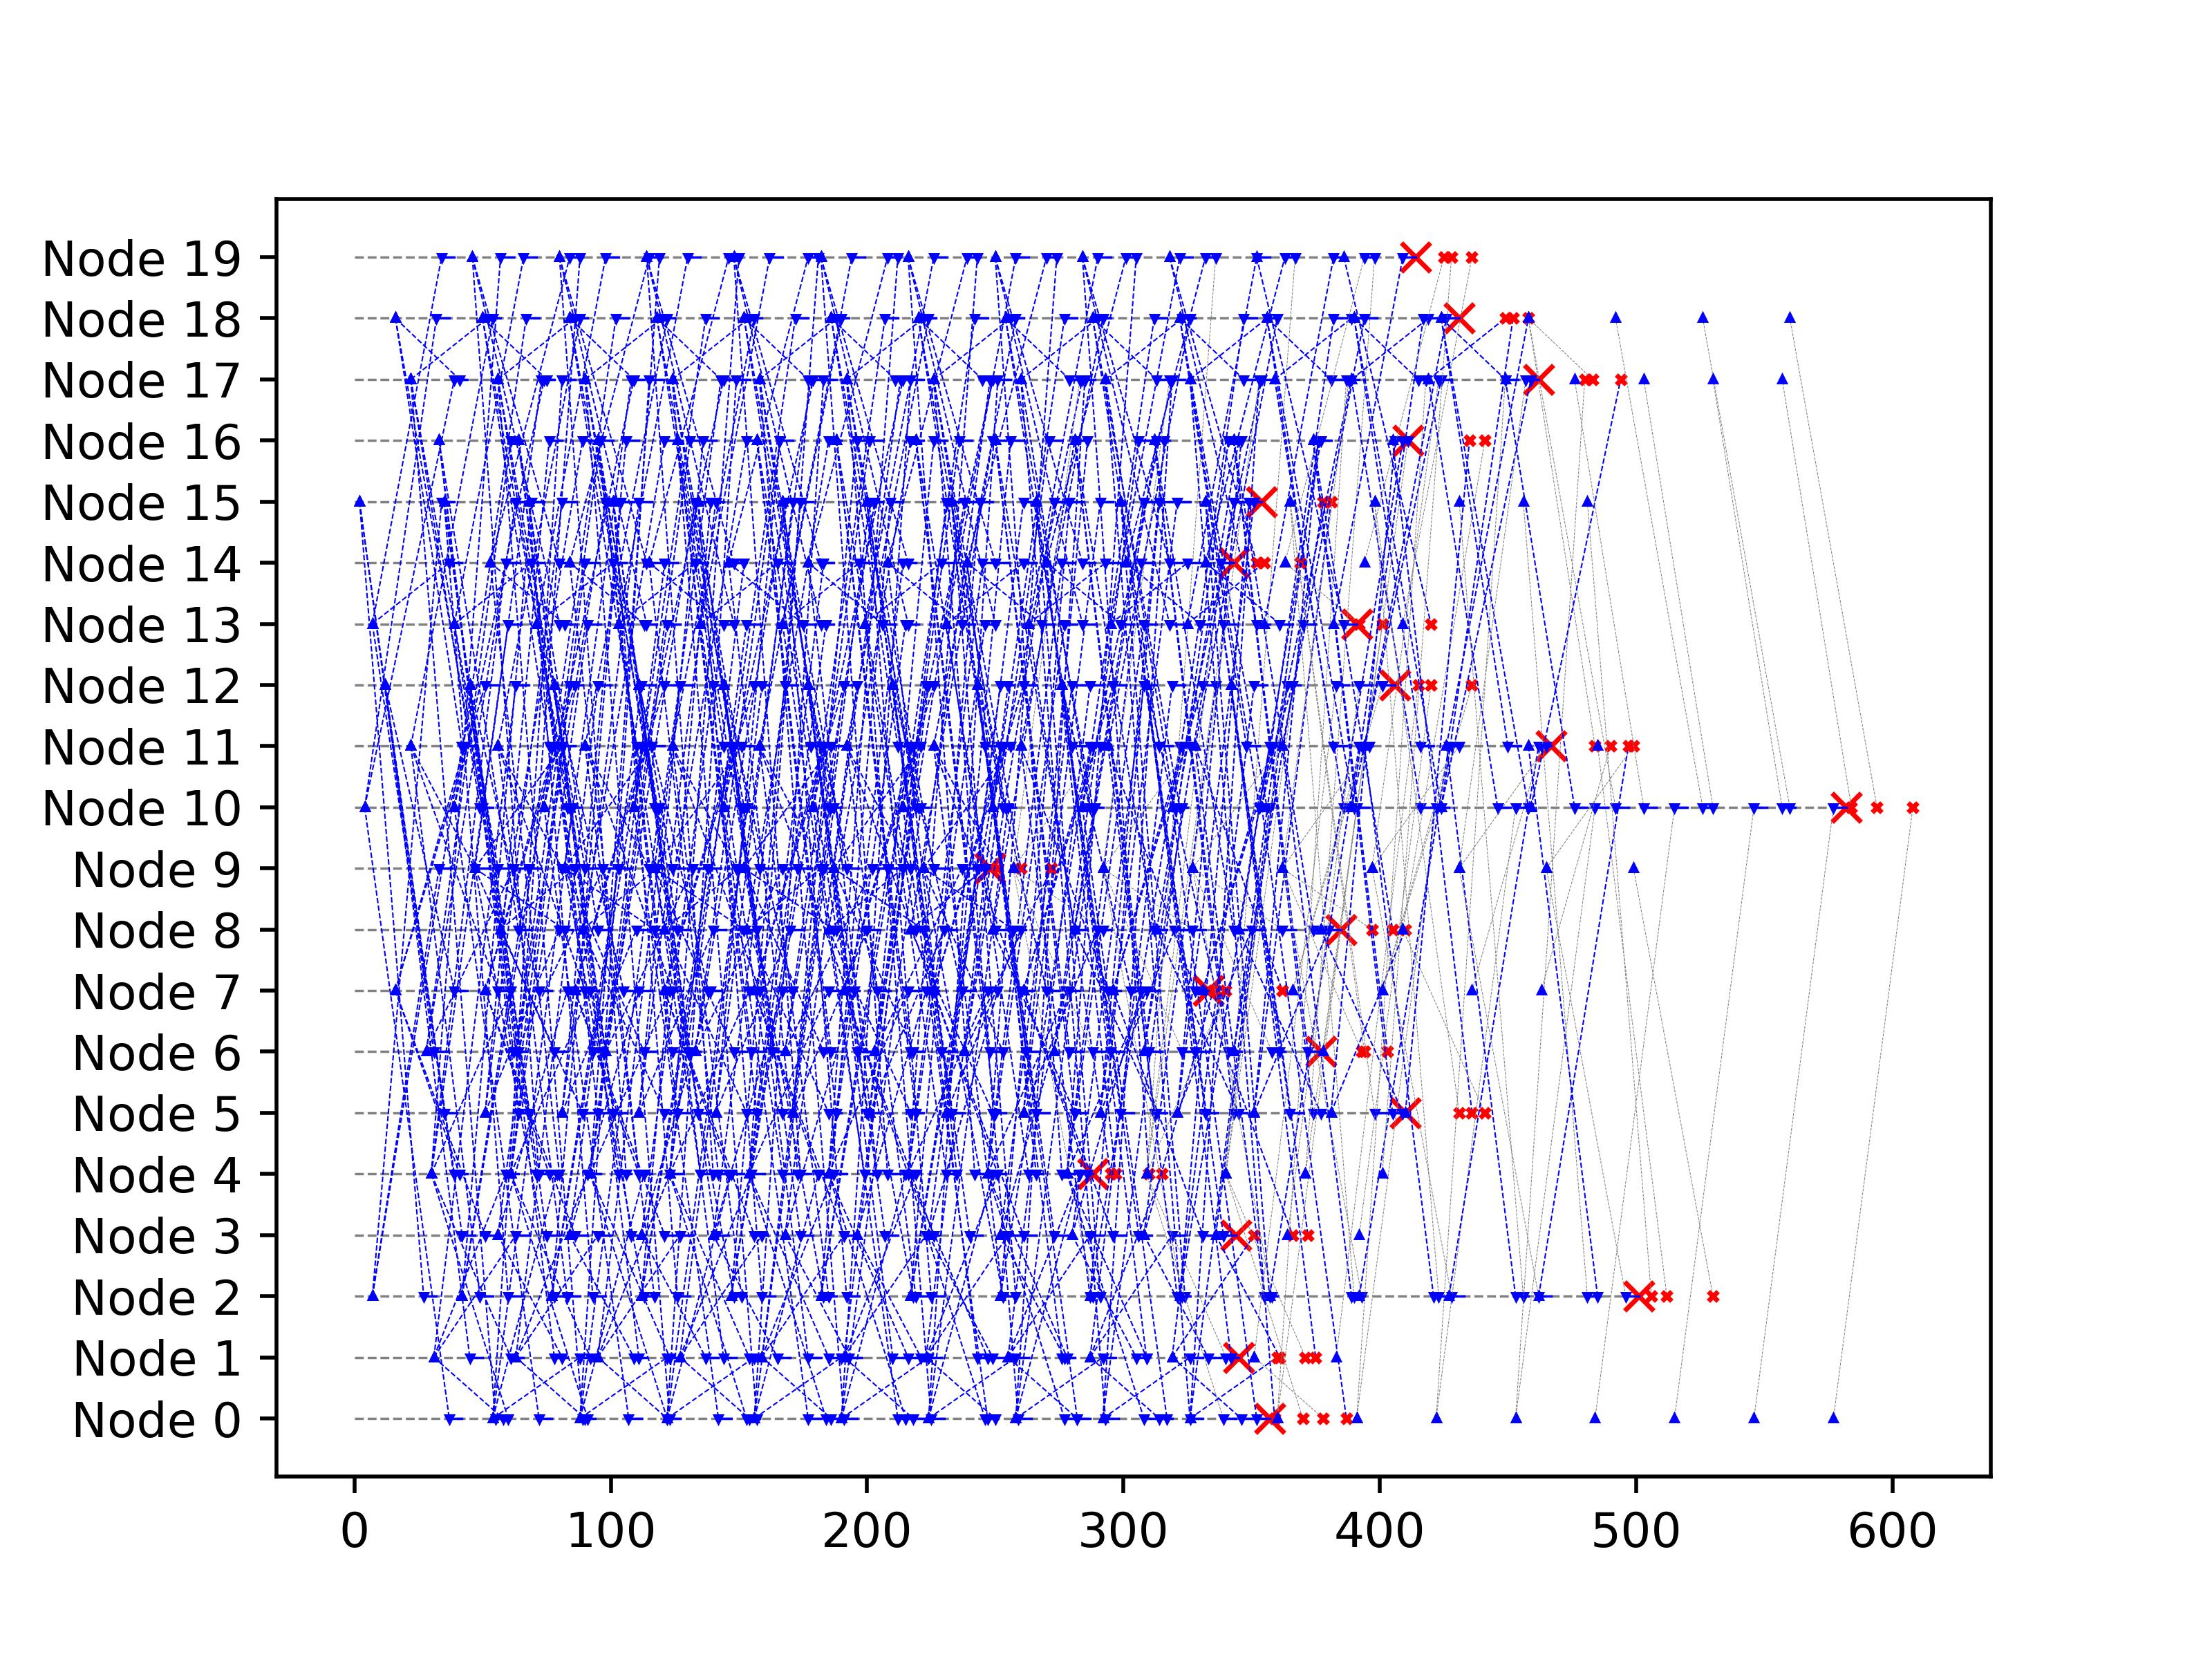 Node 19
Node 18
Node 17
Node 16
Node 15
Node 14
Node 13
Node 12
Node 11
Node 10
Node 9
Node 8
Node 7
Node 6
Node 5
Node 4
Node 3
Node 2
Node 1
Node 0
0 100 200 300 400 500 600